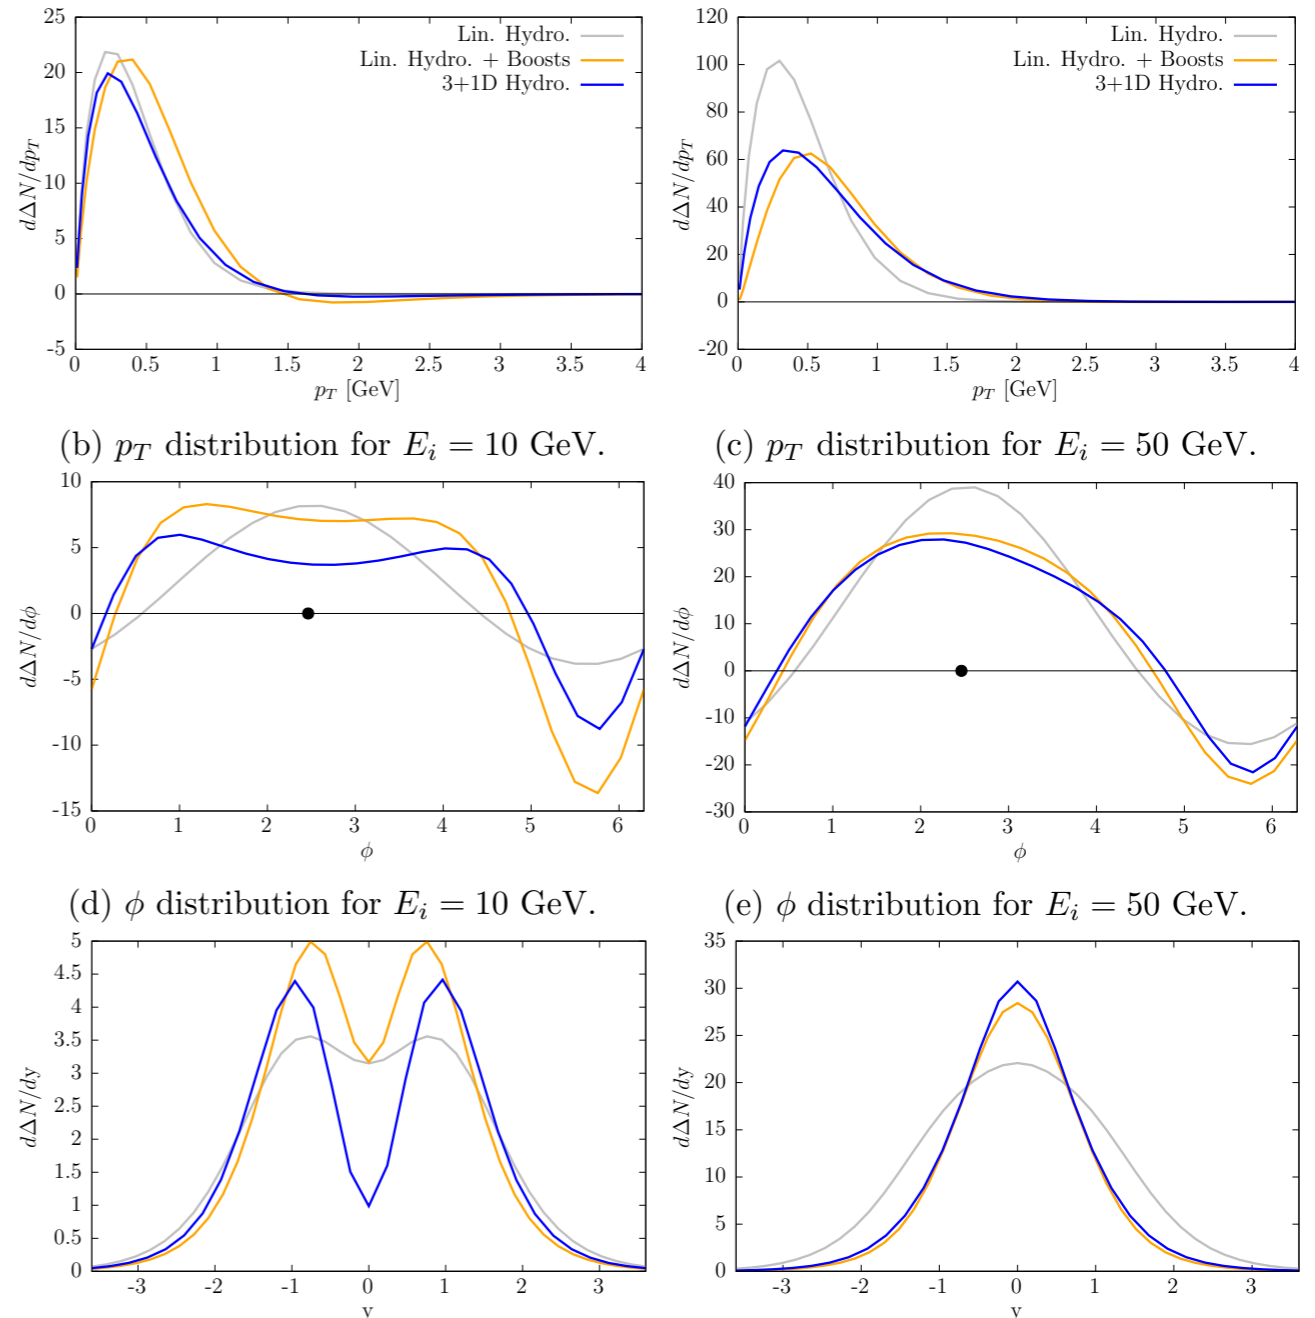 25
20
15
10
5
0
-5
dΔN/dp_T
Lin. Hydro.
Lin. Hydro. + Boosts
3+1D Hydro.
0 0.5 1 1.5 2 2.5 3 3.5 4
p_T [GeV]
120
100
80
60
40
20
0
-20
dΔN/dp_T
Lin. Hydro.
Lin. Hydro. + Boosts
3+1D Hydro.
0 0.5 1 1.5 2 2.5 3 3.5 4
p_T [GeV]
(b) p_T distribution for E_i = 10 GeV.
(c) p_T distribution for E_i = 50 GeV.
10
5
0
-5
-10
-15
dΔN/dϕ
0 1 2 3 4 5 6
ϕ
40
30
20
10
0
-10
-20
-30
dΔN/dϕ
0 1 2 3 4 5 6
ϕ
(d) ϕ distribution for E_i = 10 GeV.
(e) ϕ distribution for E_i = 50 GeV.
5
4.5
4
3.5
3
2.5
2
1.5
1
0.5
0
dΔN/dy
-3 -2 -1 0 1 2 3
v
35
30
25
20
15
10
5
0
dΔN/dy
-3 -2 -1 0 1 2 3
v